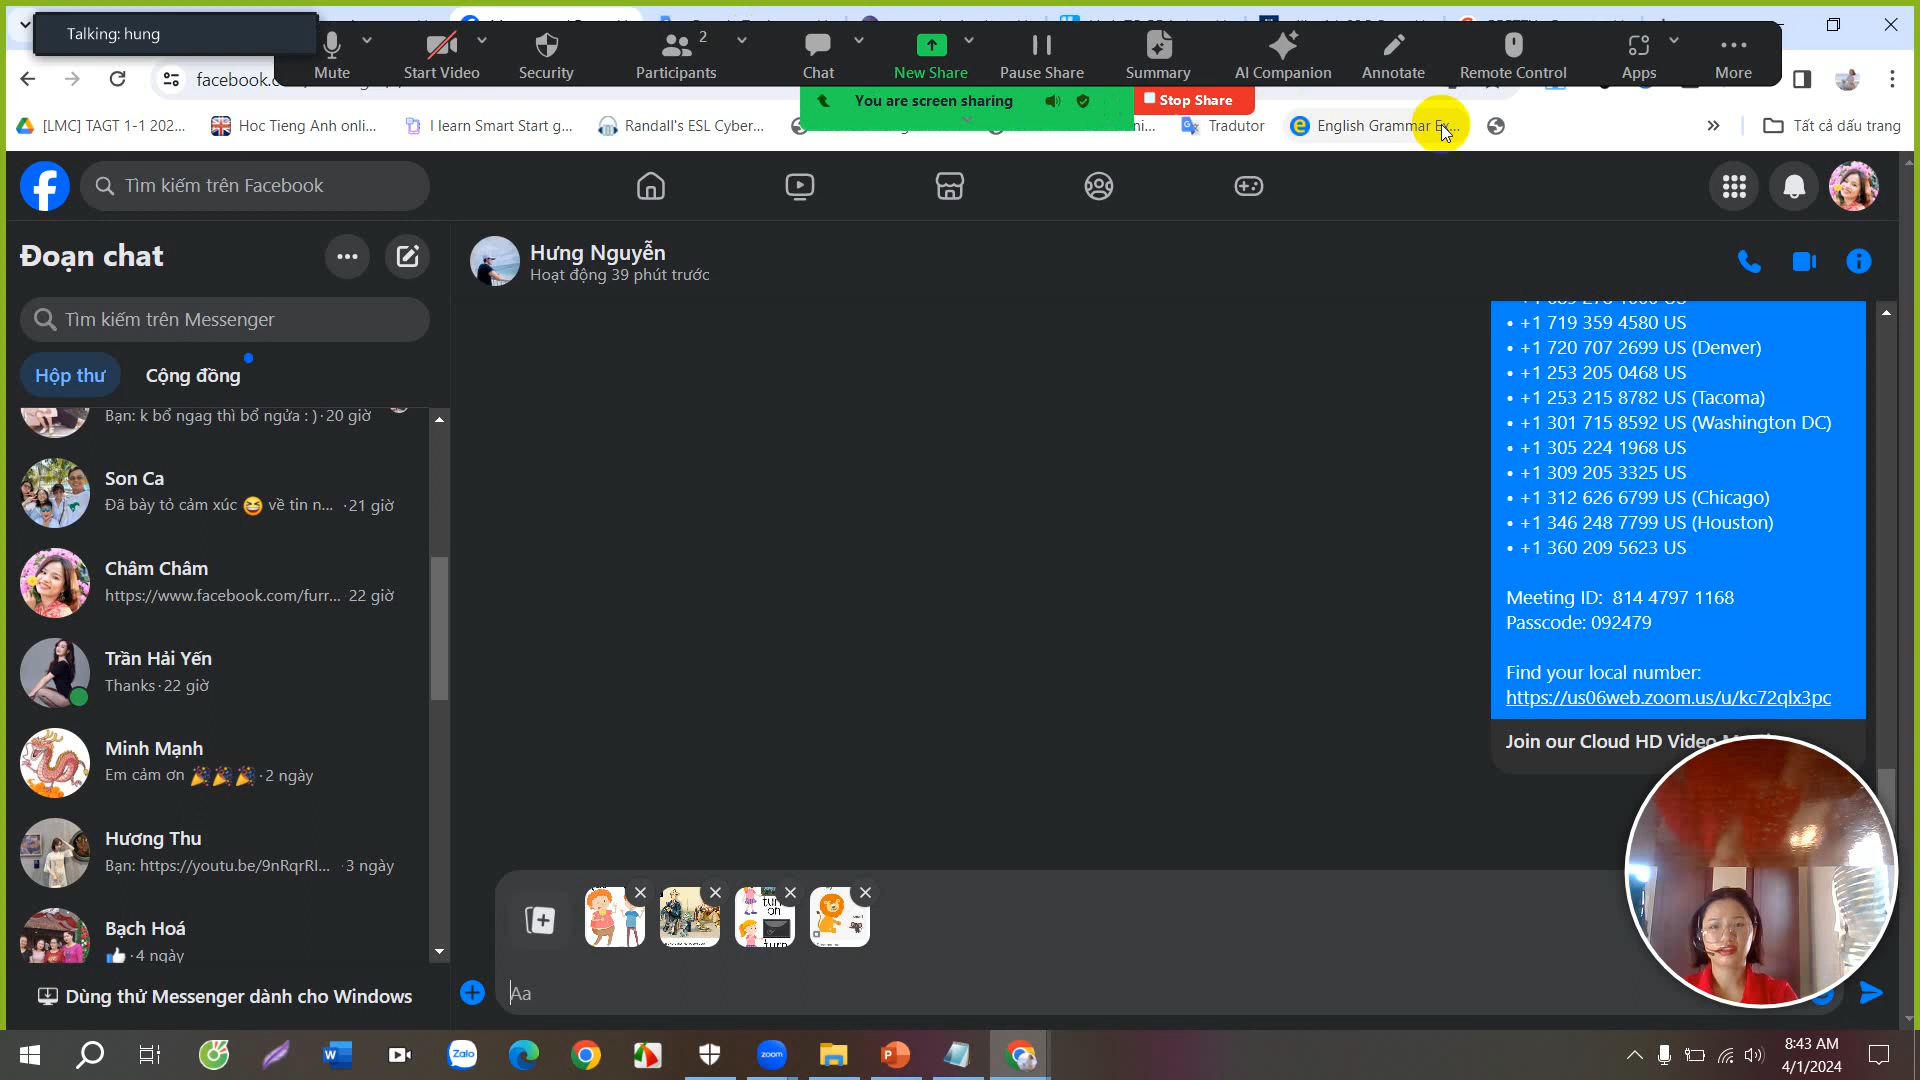 Talking: hung
Mute
Start Video
Security
2
Participants
Chat
New Share
Pause Share
Summary
AI Companion
Annotate
Remote Control
Apps
More
You are screen sharing
Stop Share
[LMC] TAGT 1-1 202...
Hoc Tieng Anh onli...
I learn Smart Start g...
Randall's ESL Cyber...
Tradutor
English Grammar Ex...
Tất cả dấu trang
Tìm kiếm trên Facebook
Đoạn chat
Tìm kiếm trên Messenger
Hộp thư
Cộng đồng
Bạn: k bổ ngag thì bổ ngửa : ) · 20 giờ
Son Ca
Đã bày tỏ cảm xúc 😆 về tin n... · 21 giờ
Châm Châm
https://www.facebook.com/furr... 22 giờ
Trần Hải Yến
Thanks · 22 giờ
Minh Mạnh
Em cảm ơn 🎉🎉🎉 · 2 ngày
Hương Thu
Bạn: https://youtu.be/9nRqrRI... · 3 ngày
Bạch Hoá
👍 · 4 ngày
Dùng thử Messenger dành cho Windows
Hưng Nguyễn
Hoạt động 39 phút trước
• +1 719 359 4580 US
• +1 720 707 2699 US (Denver)
• +1 253 205 0468 US
• +1 253 215 8782 US (Tacoma)
• +1 301 715 8592 US (Washington DC)
• +1 305 224 1968 US
• +1 309 205 3325 US
• +1 312 626 6799 US (Chicago)
• +1 346 248 7799 US (Houston)
• +1 360 209 5623 US
Meeting ID: 814 4797 1168
Passcode: 092479
Find your local number:
https://us06web.zoom.us/u/kc72qlx3pc
Join our Cloud HD Video
turn
on
turn
Aa
Zalo
zoom
8:43 AM
4/1/2024